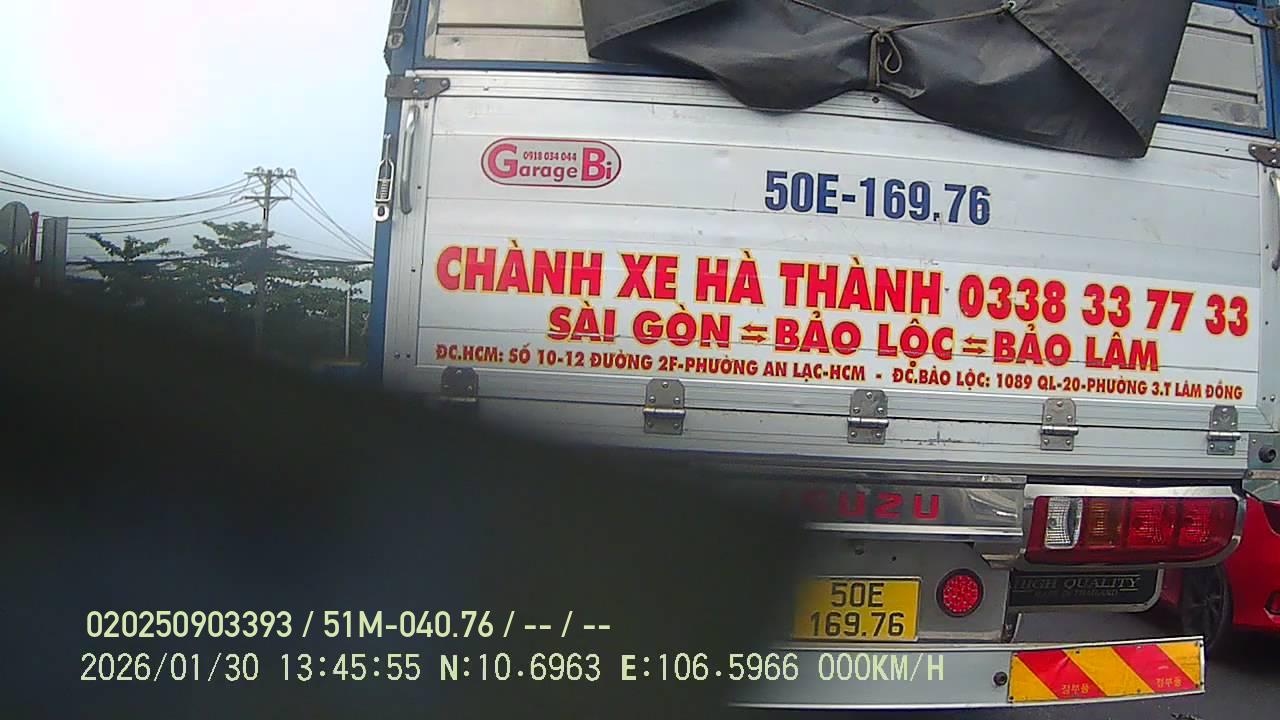 0918 034 044
Garage Bi
50E-169.76
CHÀNH XE HÀ THÀNH 0338 33 77 33
SÀI GÒN ⇆ BẢO LỘC ⇆ BẢO LÂM
ĐC.HCM: SỐ 10-12 ĐƯỜNG 2F-PHƯỜNG AN LẠC-HCM - ĐC.BẢO LỘC: 1089 QL-20-PHƯỜNG 3.T LÂM ĐỒNG
ISUZU
HIGH QUALITY
MADE IN THAILAND
50E
169.76
020250903393 / 51M-040.76 / -- / --
2026/01/30 13:45:55 N:10.6963 E:106.5966 000KM/H